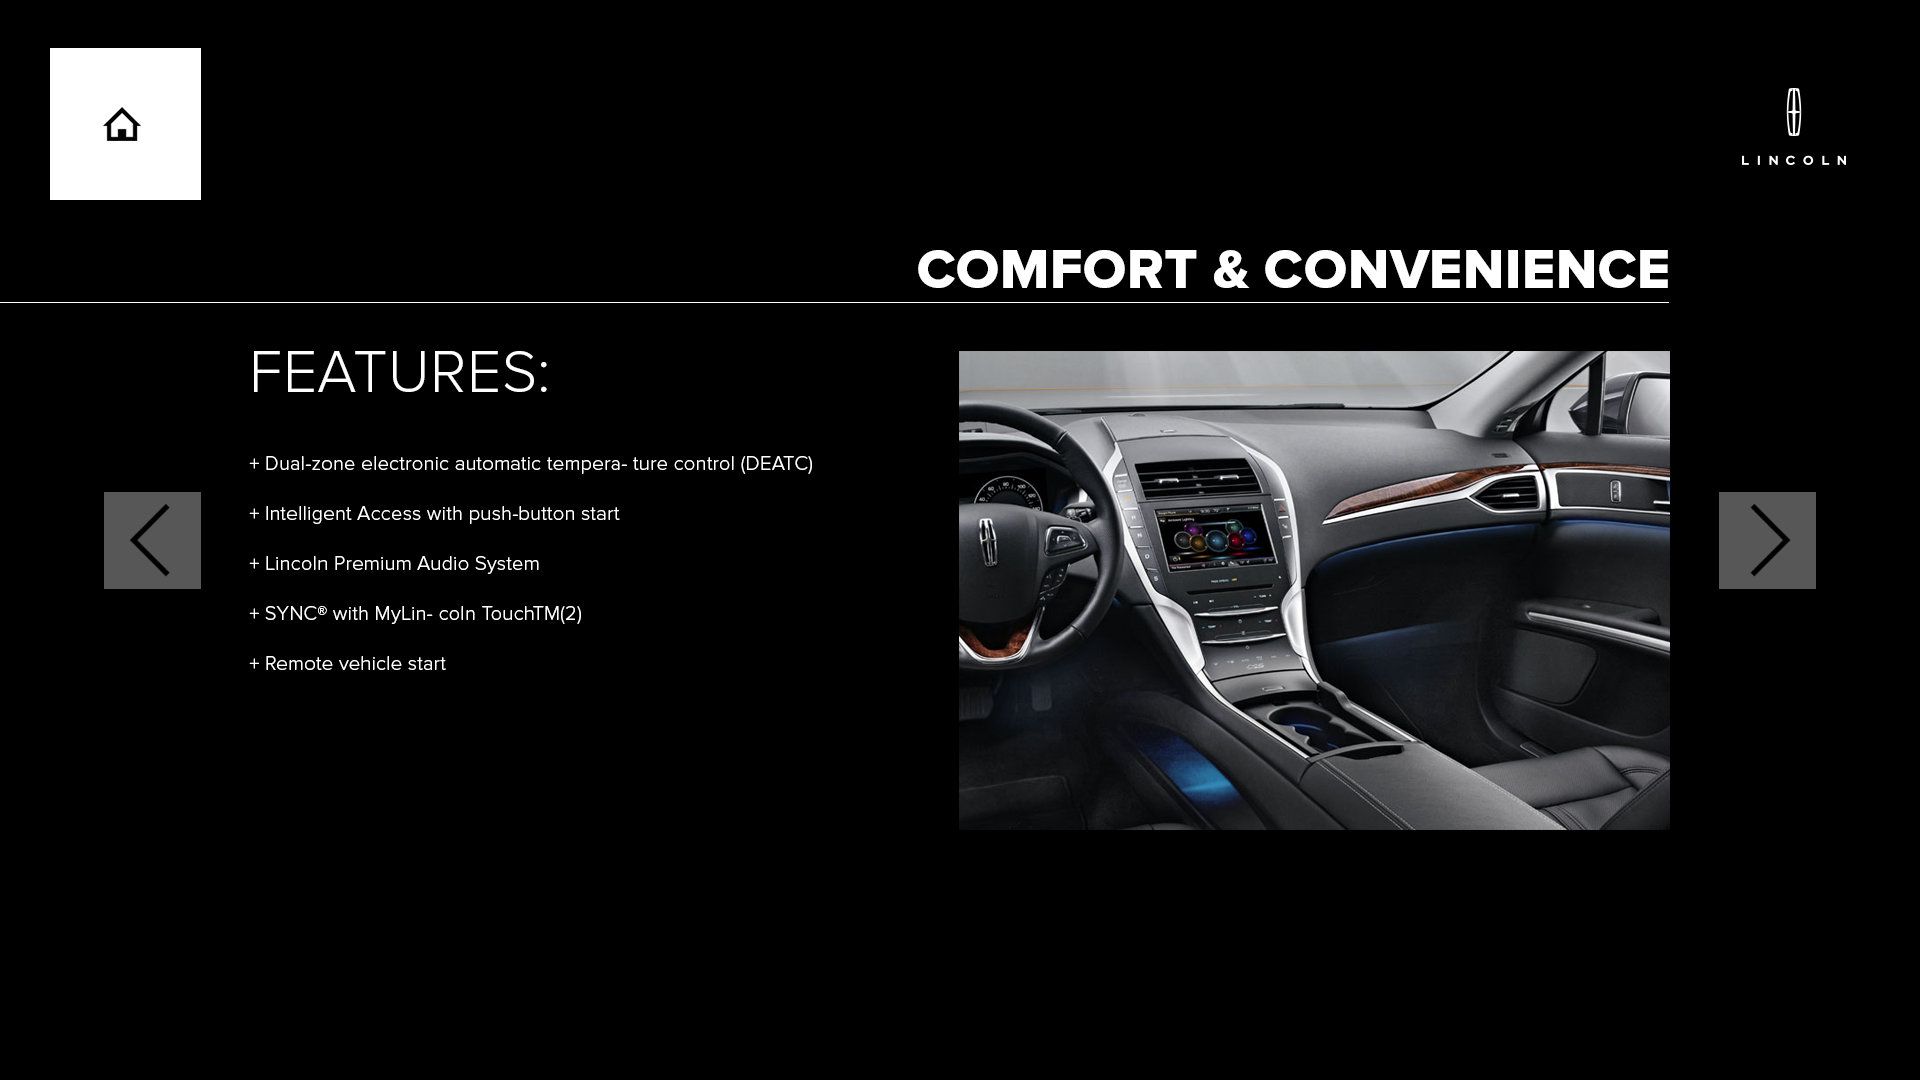 LINCOLN
COMFORT & CONVENIENCE
FEATURES:
+ Dual-zone electronic automatic tempera- ture control (DEATC)
+ Intelligent Access with push-button start
+ Lincoln Premium Audio System
+ SYNC® with MyLin- coln TouchTM(2)
+ Remote vehicle start